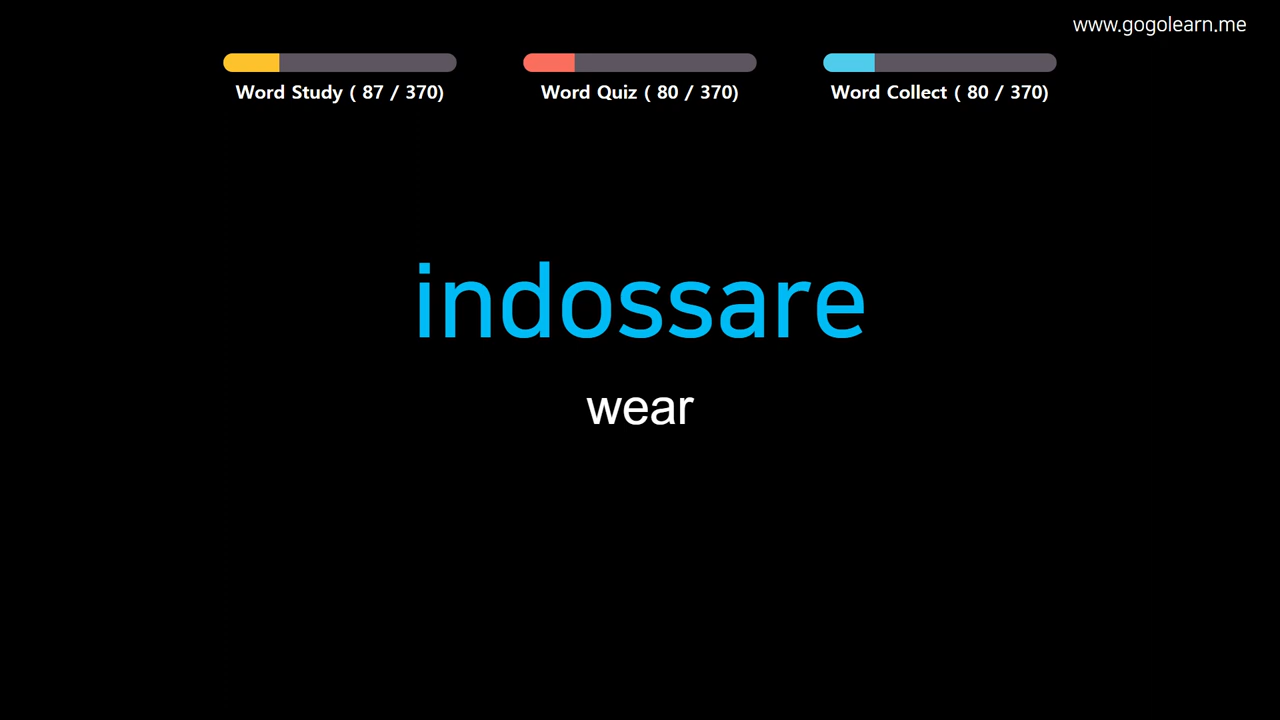 www.gogolearn.me
Word Study ( 87 / 370)
Word Quiz ( 80 / 370)
Word Collect ( 80 / 370)
indossare
wear